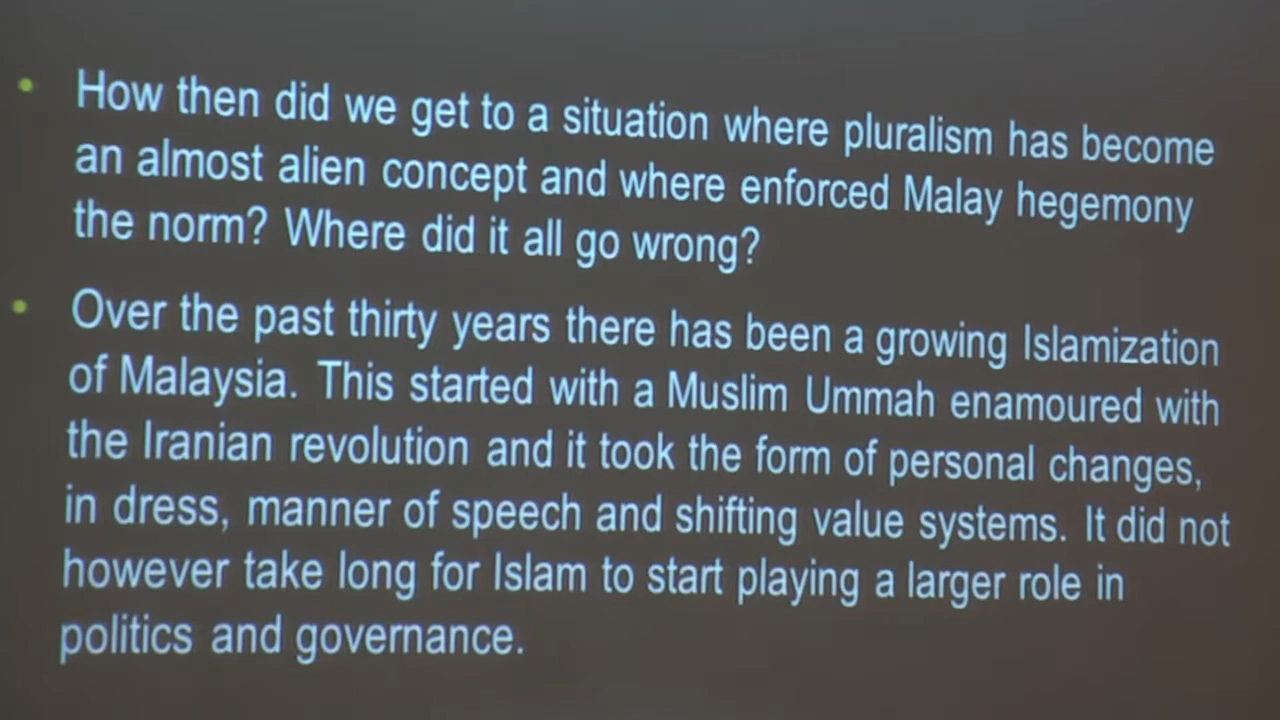 • How then did we get to a situation where pluralism has become
an almost alien concept and where enforced Malay hegemony
the norm? Where did it all go wrong?
• Over the past thirty years there has been a growing Islamization
of Malaysia. This started with a Muslim Ummah enamoured with
the Iranian revolution and it took the form of personal changes,
in dress, manner of speech and shifting value systems. It did not
however take long for Islam to start playing a larger role in
politics and governance.